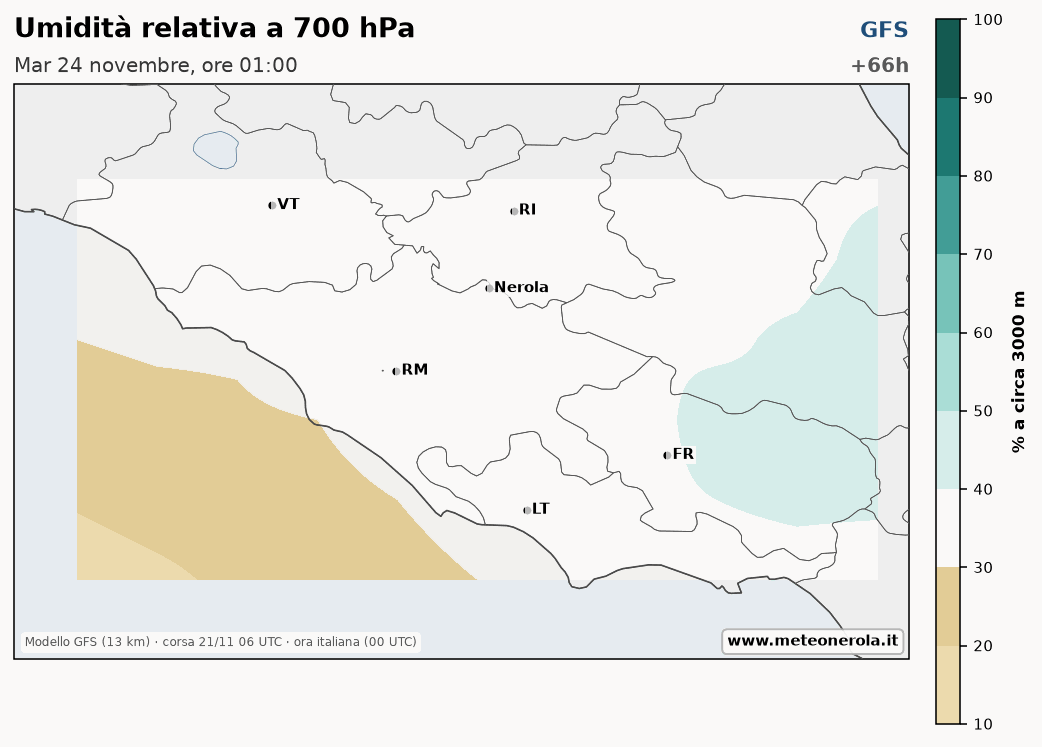 Umidità relativa a 700 hPa
GFS
Mar 24 novembre, ore 01:00
+66h
VT
RI
Nerola
RM
FR
LT
Modello GFS (13 km) · corsa 21/11 06 UTC · ora italiana (00 UTC)
www.meteonerola.it
100
90
80
70
60
50
40
30
20
10
% a circa 3000 m